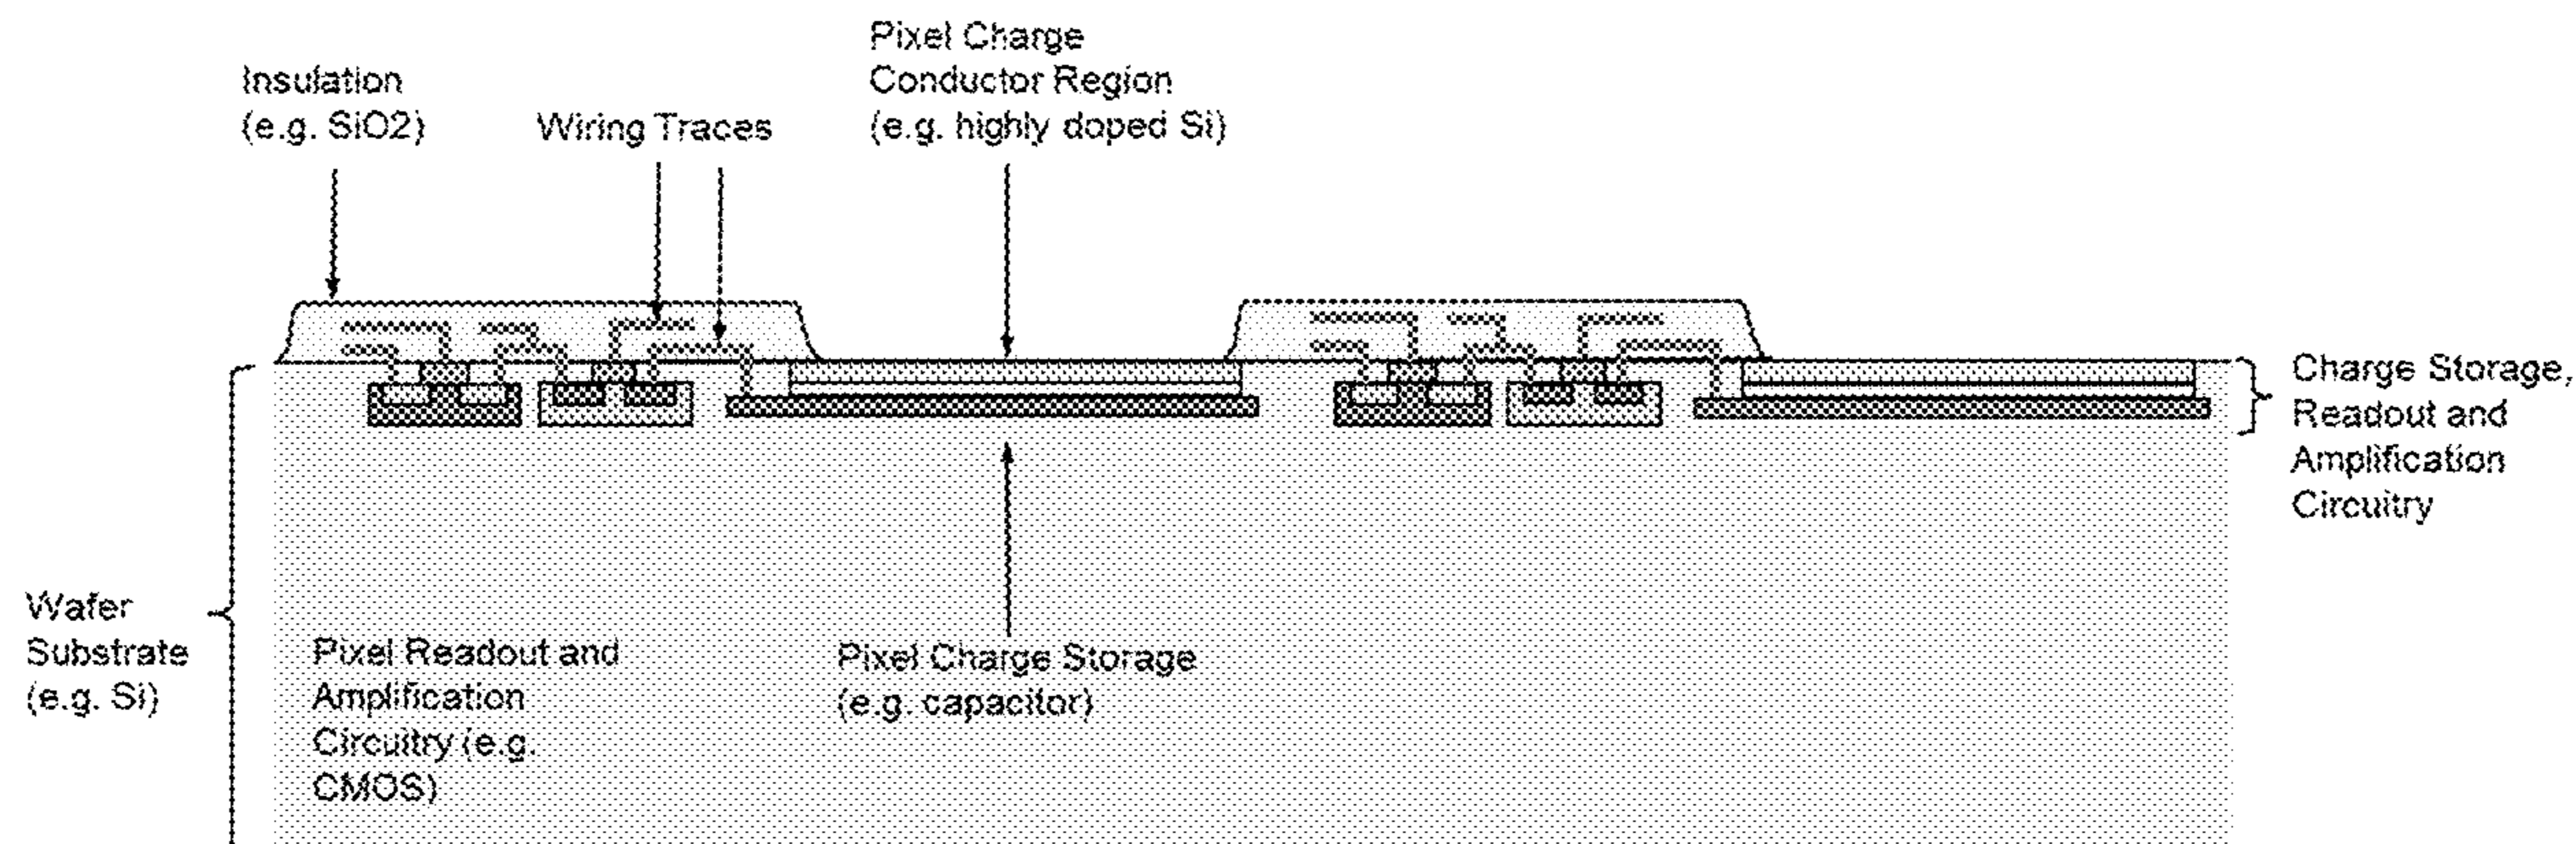 Insulation
(e.g. SiO2)
Wiring Traces
Pixel Charge
Conductor Region
(e.g. highly doped Si)
Charge Storage,
Readout and
Amplification
Circuitry
Wafer
Substrate
(e.g. Si)
Pixel Readout and
Amplification
Circuitry (e.g.
CMOS)
Pixel Charge Storage
(e.g. capacitor)